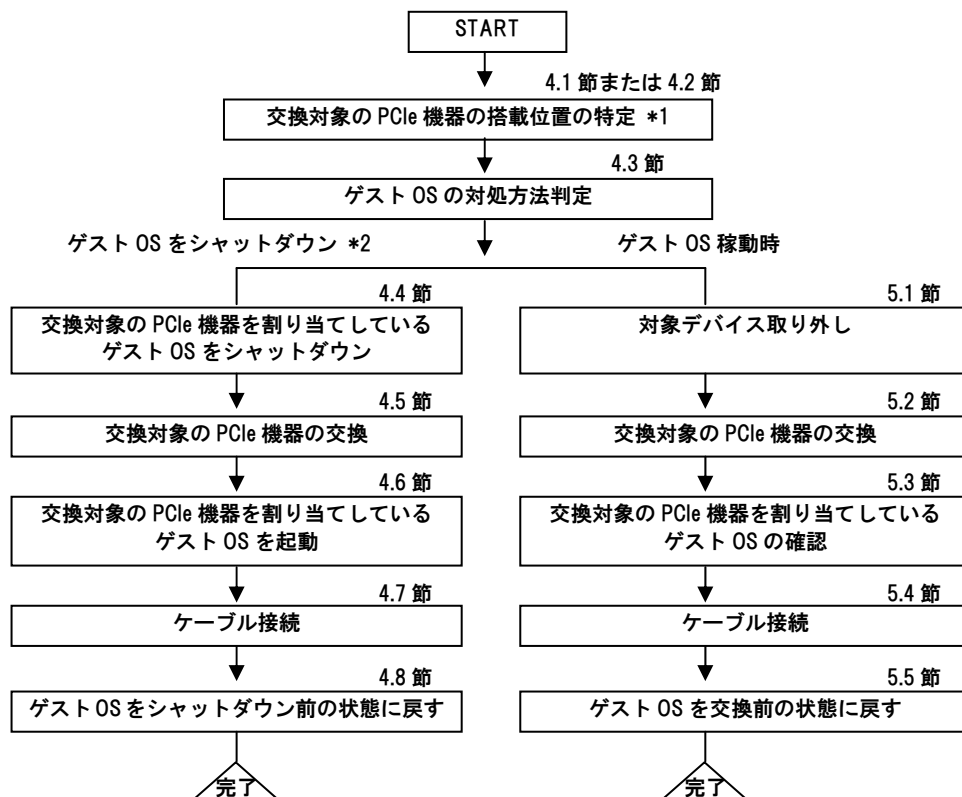 START
4.1 節または 4.2 節
交換対象の PCIe 機器の搭載位置の特定 *1
4.3 節
ゲスト OS の対処方法判定
ゲスト OS をシャットダウン *2
ゲスト OS 稼動時
4.4 節
交換対象の PCIe 機器を割り当てしている
ゲスト OS をシャットダウン
4.5 節
交換対象の PCIe 機器の交換
4.6 節
交換対象の PCIe 機器を割り当てしている
ゲスト OS を起動
4.7 節
ケーブル接続
4.8 節
ゲスト OS をシャットダウン前の状態に戻す
完了
5.1 節
対象デバイス取り外し
5.2 節
交換対象の PCIe 機器の交換
5.3 節
交換対象の PCIe 機器を割り当てしている
ゲスト OS の確認
5.4 節
ケーブル接続
5.5 節
ゲスト OS を交換前の状態に戻す
完了